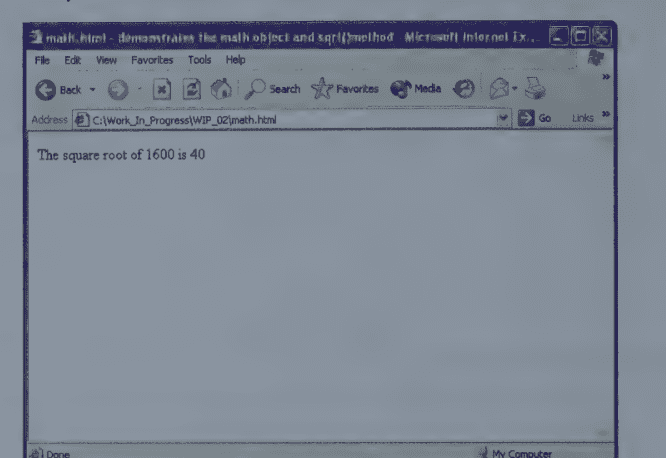 math.html - demonstrates the math object and sqrt()method Microsoft Internet Ex...
File Edit View Favorites Tools Help
Back Search Favorites Media
Address C:\Work_In_Progress\WIP_02\math.html Go Links »
The square root of 1600 is 40
Done My Computer